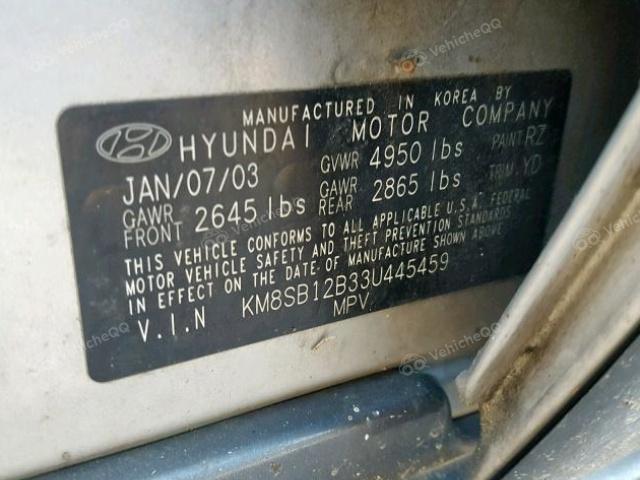 MANUFACTURED IN KOREA BY
HYUNDAI MOTOR COMPANY
JAN/07/03 GVWR 4950 lbs PAINT RZ
GAWR FRONT 2645 lbs GAWR REAR 2865 lbs TRIM YD
THIS VEHICLE CONFORMS TO ALL APPLICABLE U.S.A. FEDERAL
MOTOR VEHICLE SAFETY AND THEFT PREVENTION STANDARDS
IN EFFECT ON THE DATE OF MANUFACTURE SHOWN ABOVE
V.I.N KM8SB12B33U445459
MPV
VehicleQQ